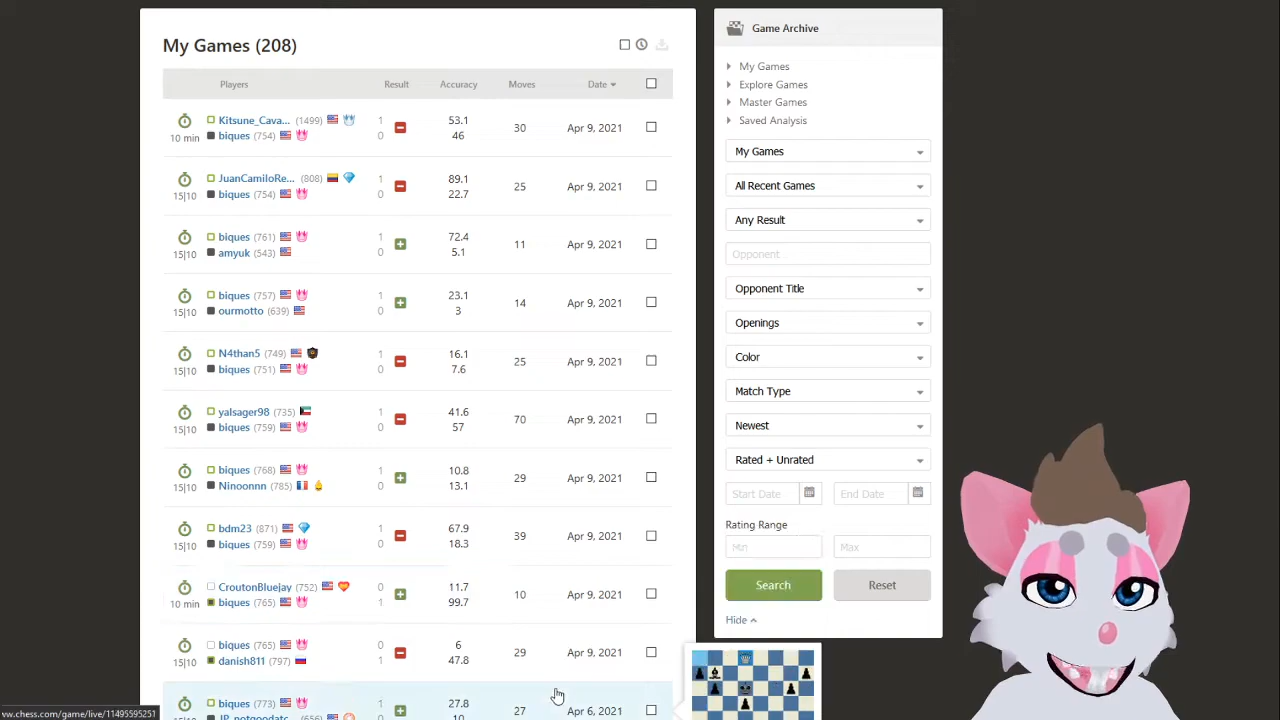 My Games (208)
Players Result Accuracy Moves Date
10 min Kitsune_Cava... (1499) 1 53.1 30 Apr 9, 2021
biques (754) 0 46
15|10 JuanCamiloRe... (808) 1 89.1 25 Apr 9, 2021
biques (754) 0 22.7
15|10 biques (761) 1 72.4 11 Apr 9, 2021
amyuk (543) 0 5.1
15|10 biques (757) 1 23.1 14 Apr 9, 2021
ourmotto (639) 0 3
15|10 N4than5 (749) 1 16.1 25 Apr 9, 2021
biques (751) 0 7.6
15|10 yalsager98 (735) 1 41.6 70 Apr 9, 2021
biques (759) 0 57
15|10 biques (768) 1 10.8 29 Apr 9, 2021
Ninoonnn (785) 0 13.1
15|10 bdm23 (871) 1 67.9 39 Apr 9, 2021
biques (759) 0 18.3
10 min CroutonBluejay (752) 0 11.7 10 Apr 9, 2021
biques (765) 1 99.7
15|10 biques (765) 0 6 29 Apr 9, 2021
danish811 (797) 1 47.8
biques (773) 1 27.8 27 Apr 6, 2021
(656) 10
ww.chess.com/game/live/11495595251
Game Archive
My Games
Explore Games
Master Games
Saved Analysis
My Games
All Recent Games
Any Result
Opponent...
Opponent Title
Openings
Color
Match Type
Newest
Rated + Unrated
Start Date End Date
Rating Range
Min Max
Search Reset
Hide